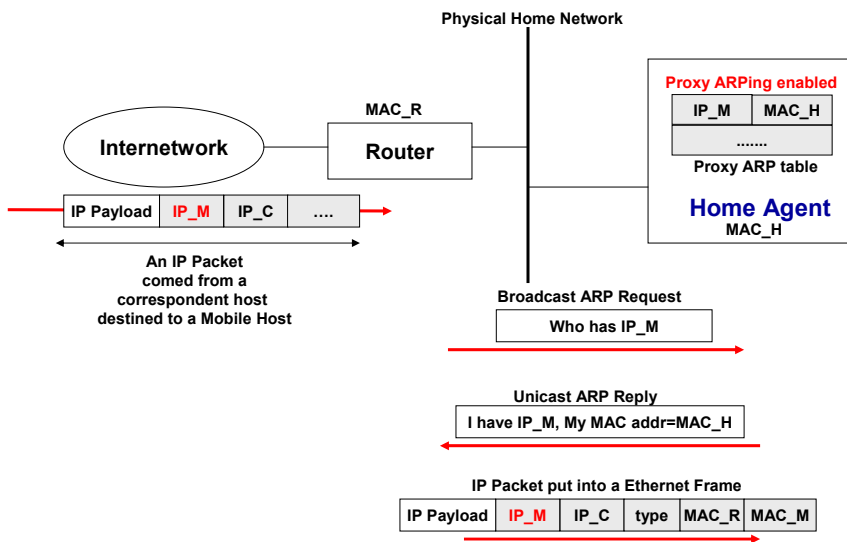 Physical Home Network
Proxy ARPing enabled
IP_M MAC_H
.......
Proxy ARP table
Home Agent
MAC_H
MAC_R
Internetwork
Router
IP Payload IP_M IP_C ....
An IP Packet
comed from a
correspondent host
destined to a Mobile Host
Broadcast ARP Request
Who has IP_M
Unicast ARP Reply
I have IP_M, My MAC addr=MAC_H
IP Packet put into a Ethernet Frame
IP Payload IP_M IP_C type MAC_R MAC_M